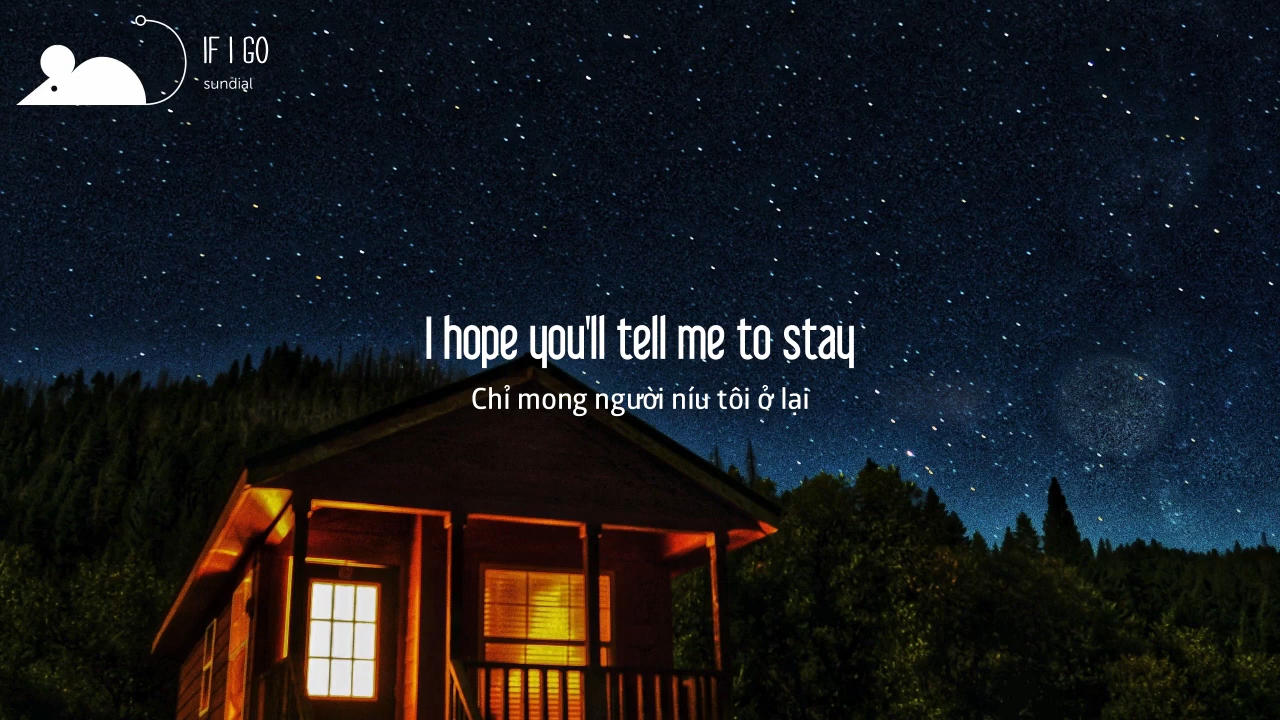 IF I GO
sundial
I hope you'll tell me to stay
Chỉ mong người níu tôi ở lại